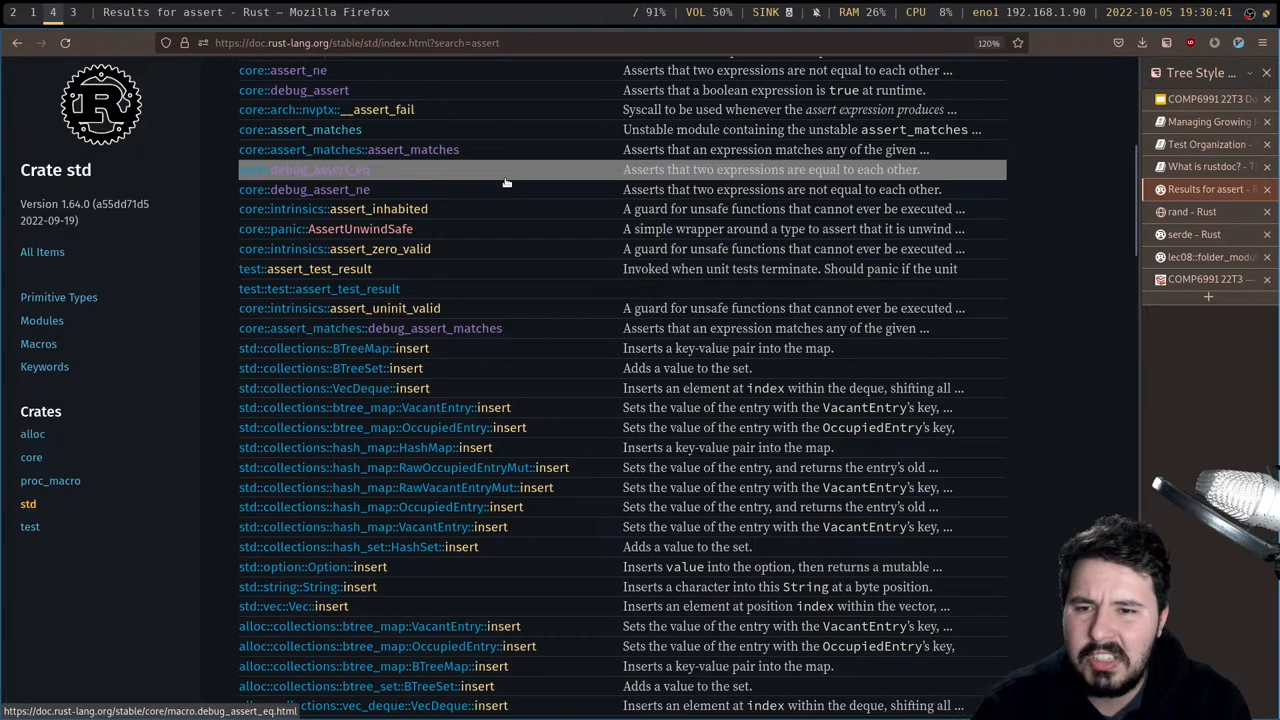 2 1 4 3 Results for assert - Rust — Mozilla Firefox / 91% VOL 50% SINK RAM 26% CPU 8% eno1 192.168.1.90 2022-10-05 19:30:41
https://doc.rust-lang.org/stable/std/index.html?search=assert 120%
Tree Style ...
COMP6991 22T3 Do
Managing Growing P
Test Organization - T
What is rustdoc? - Th
Results for assert - R
rand - Rust
serde - Rust
lec08::folder_modu
COMP6991 22T3 —
R
Crate std
Version 1.64.0 (a55dd71d5
2022-09-19)
All Items
Primitive Types
Modules
Macros
Keywords
Crates
alloc
core
proc_macro
std
test
core::assert_ne Asserts that two expressions are not equal to each other ...
core::debug_assert Asserts that a boolean expression is true at runtime.
core::arch::nvptx::__assert_fail Syscall to be used whenever the assert expression produces ...
core::assert_matches Unstable module containing the unstable assert_matches ...
core::assert_matches::assert_matches Asserts that an expression matches any of the given ...
core::debug_assert_eq Asserts that two expressions are equal to each other.
core::debug_assert_ne Asserts that two expressions are not equal to each other.
core::intrinsics::assert_inhabited A guard for unsafe functions that cannot ever be executed ...
core::panic::AssertUnwindSafe A simple wrapper around a type to assert that it is unwind ...
core::intrinsics::assert_zero_valid A guard for unsafe functions that cannot ever be executed ...
test::assert_test_result Invoked when unit tests terminate. Should panic if the unit
test::test::assert_test_result
core::intrinsics::assert_uninit_valid A guard for unsafe functions that cannot ever be executed ...
core::assert_matches::debug_assert_matches Asserts that an expression matches any of the given ...
std::collections::BTreeMap::insert Inserts a key-value pair into the map.
std::collections::BTreeSet::insert Adds a value to the set.
std::collections::VecDeque::insert Inserts an element at index within the deque, shifting all ...
std::collections::btree_map::VacantEntry::insert Sets the value of the entry with the VacantEntry’s key, ...
std::collections::btree_map::OccupiedEntry::insert Sets the value of the entry with the OccupiedEntry’s key,
std::collections::hash_map::HashMap::insert Inserts a key-value pair into the map.
std::collections::hash_map::RawOccupiedEntryMut::insert Sets the value of the entry, and returns the entry’s old ...
std::collections::hash_map::RawVacantEntryMut::insert Sets the value of the entry with the VacantEntry’s key, ...
std::collections::hash_map::OccupiedEntry::insert Sets the value of the entry, and returns the entry’s old ...
std::collections::hash_map::VacantEntry::insert Sets the value of the entry with the VacantEntry’s key, ...
std::collections::hash_set::HashSet::insert Adds a value to the set.
std::option::Option::insert Inserts value into the option, then returns a mutable ...
std::string::String::insert Inserts a character into this String at a byte position.
std::vec::Vec::insert Inserts an element at position index within the vector, ...
alloc::collections::btree_map::VacantEntry::insert Sets the value of the entry with the VacantEntry’s key, ...
alloc::collections::btree_map::OccupiedEntry::insert Sets the value of the entry with the OccupiedEntry’s key,
alloc::collections::btree_map::BTreeMap::insert Inserts a key-value pair into the map.
alloc::collections::btree_set::BTreeSet::insert Adds a value to the set.
alloc::collections::vec_deque::VecDeque::insert Inserts an element at index within the deque, shifting all ...
https://doc.rust-lang.org/stable/core/macro.debug_assert_eq.html